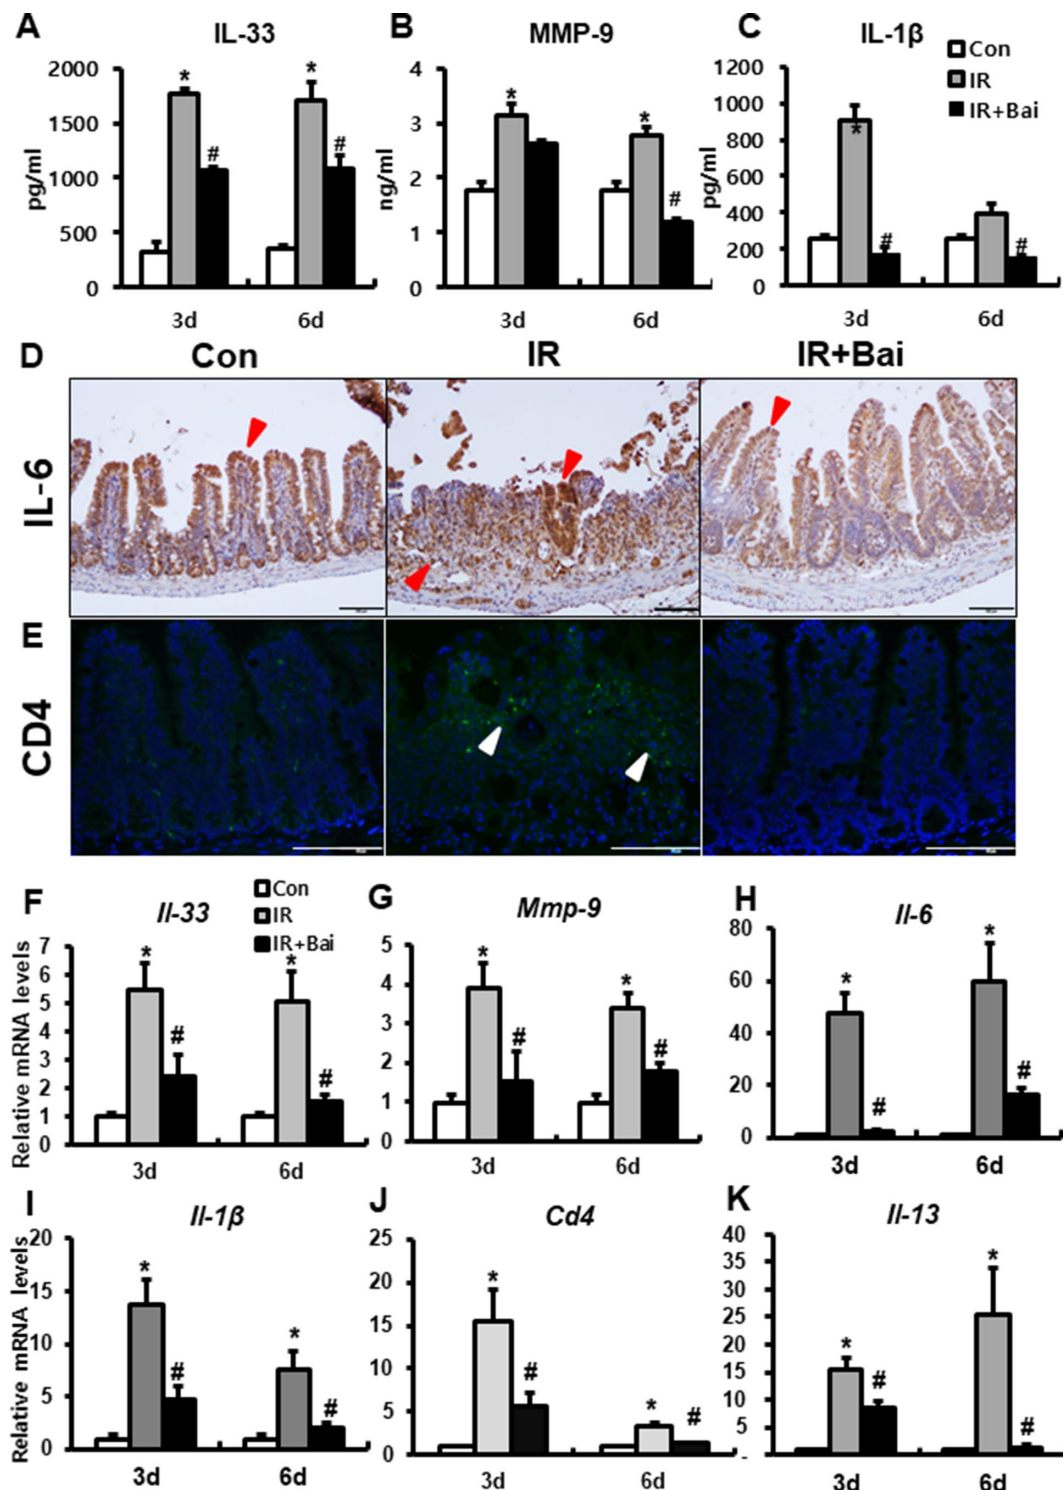 A
IL-33
B
MMP-9
C
IL-1β
Con
IR
IR+Bai
pg/ml
2000
1500
1000
500
0
*
#
*
#
3d
6d
ng/ml
4
3
2
1
0
*
*
#
3d
6d
pg/ml
1200
1000
800
600
400
200
0
*
#
#
3d
6d
D
Con
IR
IR+Bai
IL-6
E
CD4
F
Il-33
Con
IR
IR+Bai
Relative mRNA levels
7
6
5
4
3
2
1
0
*
#
*
#
3d
6d
G
Mmp-9
5
4
3
2
1
0
*
#
*
#
3d
6d
H
Il-6
80
60
40
20
0
*
#
*
#
3d
6d
I
Il-1β
Relative mRNA levels
20
15
10
5
0
*
#
*
#
3d
6d
J
Cd4
25
20
15
10
5
0
*
#
*
#
3d
6d
K
Il-13
40
35
30
25
20
15
10
5
-
*
#
*
#
3d
6d